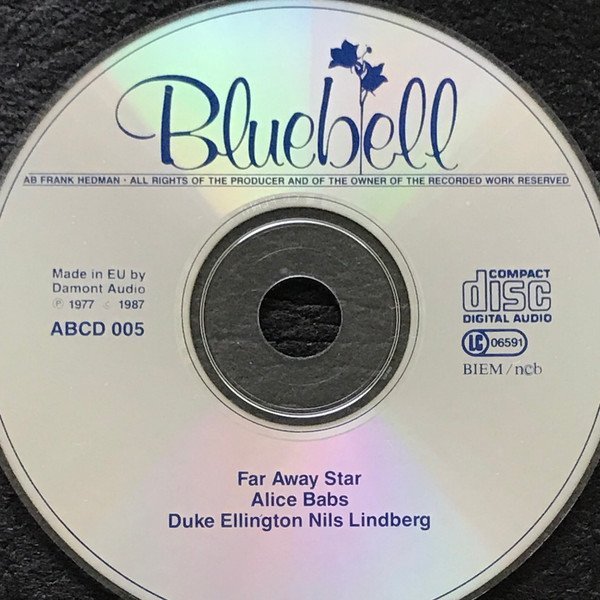 Bluebell
AB FRANK HEDMAN · ALL RIGHTS OF THE PRODUCER AND OF THE OWNER OF THE RECORDED WORK RESERVED
Made in EU by
Damont Audio
℗ 1977 © 1987
ABCD 005
COMPACT
disc
DIGITAL AUDIO
LC 06591
BIEM/ncb
Far Away Star
Alice Babs
Duke Ellington Nils Lindberg